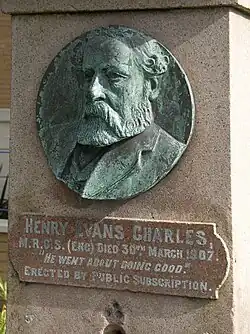 HENRY EVANS CHARLES,
M.R.C.S. (ENG) DIED 30TH MARCH 1907.
"HE WENT ABOUT DOING GOOD."
ERECTED BY PUBLIC SUBSCRIPTION.